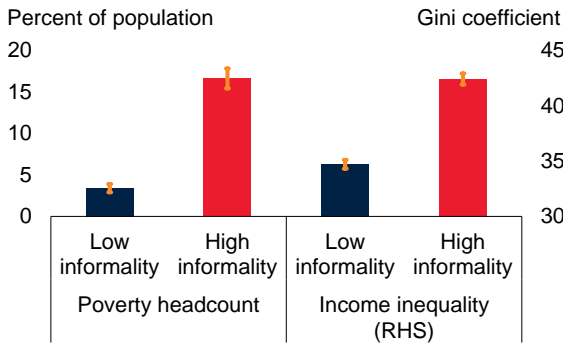 Percent of population
Gini coefficient
20
45
15
40
10
35
5
0
30
Low informality
High informality
Low informality
High informality
Poverty headcount
Income inequality
(RHS)